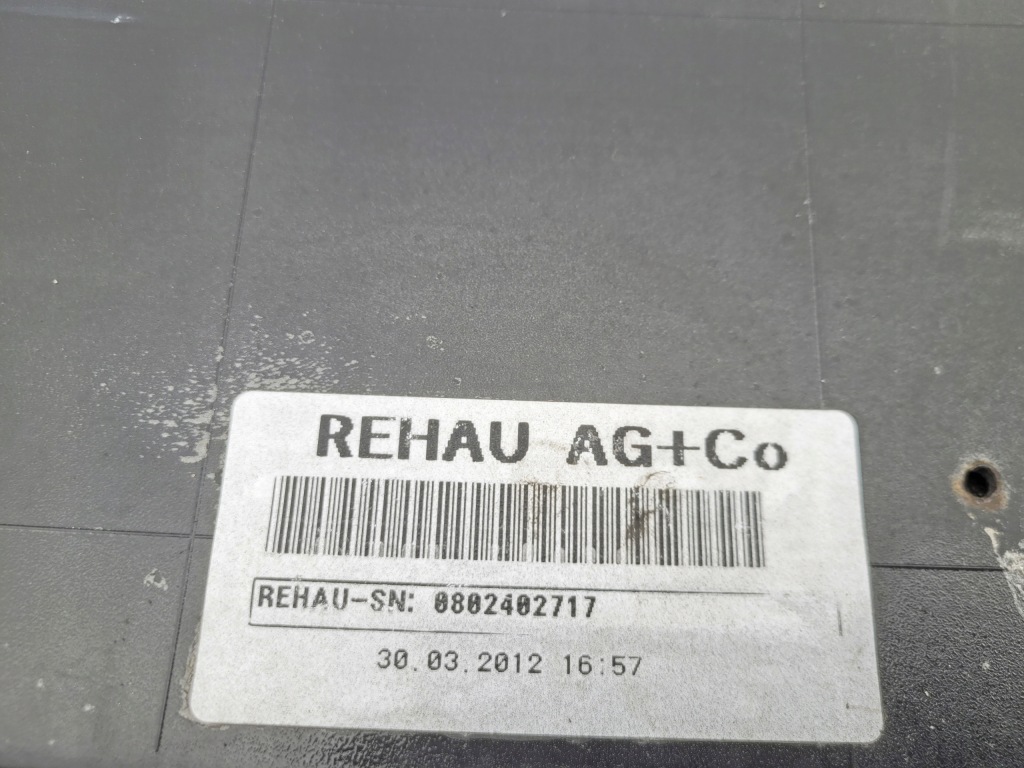 REHAU AG+Co
REHAU-SN: 0802402717
30.03.2012 16:57